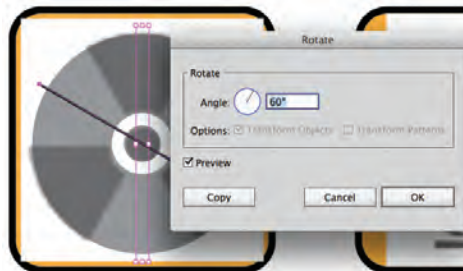 Rotate
Rotate
Angle: 60°
Options: Transform Objects Transform Patterns
Preview
Copy Cancel OK